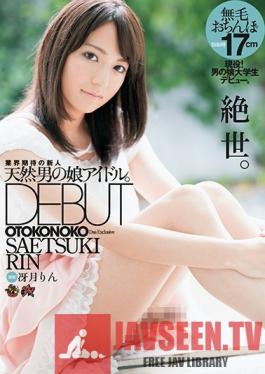 無毛
おちんぽ
17cm
現役!男の娘大学生
デビュー。
絶世。
業界期待の新人
天然男の娘アイドル。
DEBUT
OTOKONOKO
Das Exclusive
SAETSUKI
RIN
冴月りん
JAVSEEN.TV
FREE JAV LIBRARY